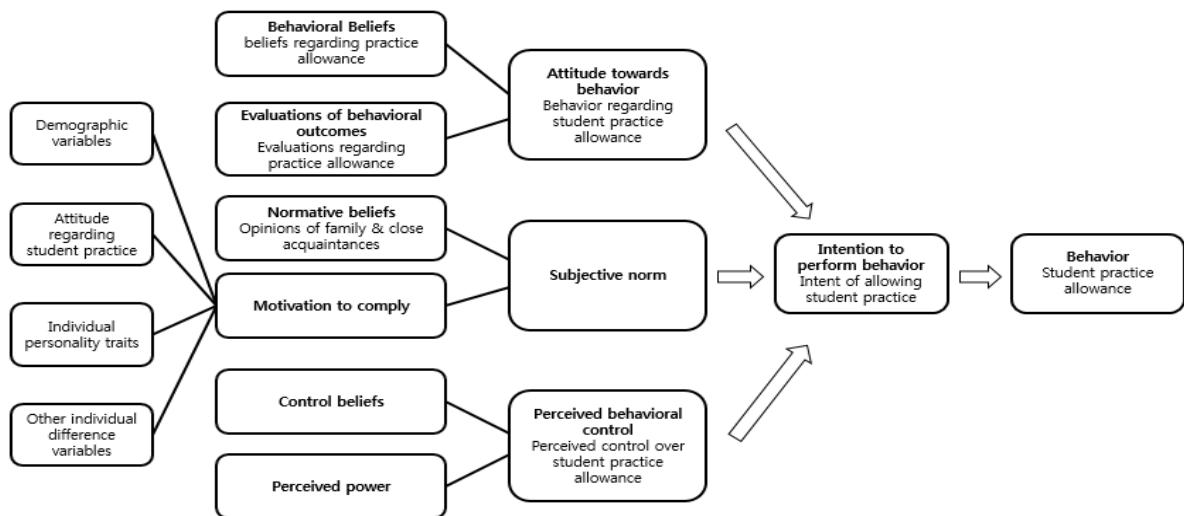 Demographic
variables
Attitude
regarding
student practice
Individual
personality traits
Other individual
difference
variables
Behavioral Beliefs
beliefs regarding practice
allowance
Evaluations of behavioral
outcomes
Evaluations regarding
practice allowance
Normative beliefs
Opinions of family & close
acquaintances
Motivation to comply
Control beliefs
Perceived power
Attitude towards
behavior
Behavior regarding
student practice
allowance
Subjective norm
Perceived behavioral
control
Perceived control over
student practice
allowance
Intention to
perform behavior
Intent of allowing
student practice
Behavior
Student practice
allowance